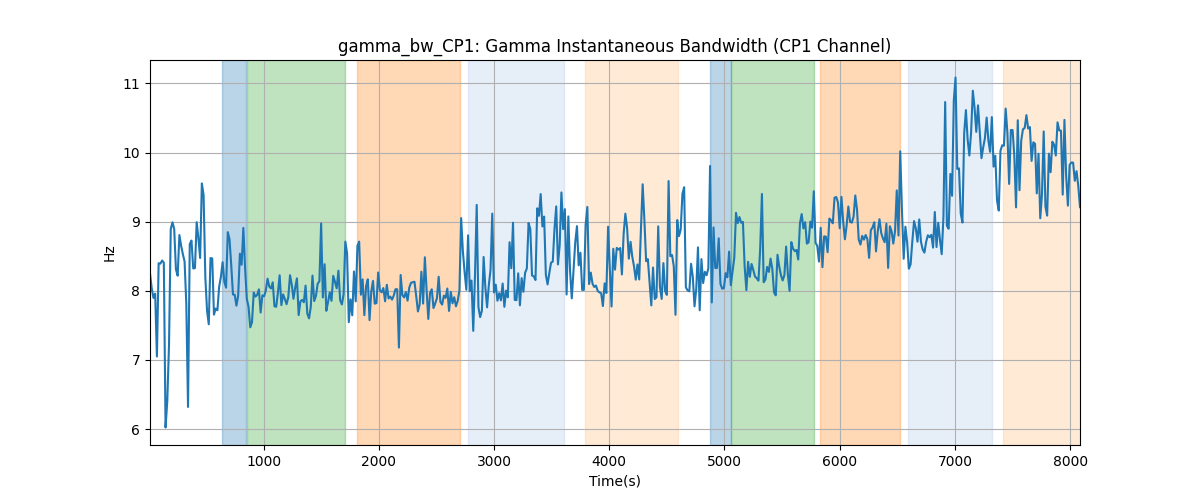 gamma_bw_CP1: Gamma Instantaneous Bandwidth (CP1 Channel)
11
10
9
8
7
6
Hz
1000 2000 3000 4000 5000 6000 7000 8000
Time(s)